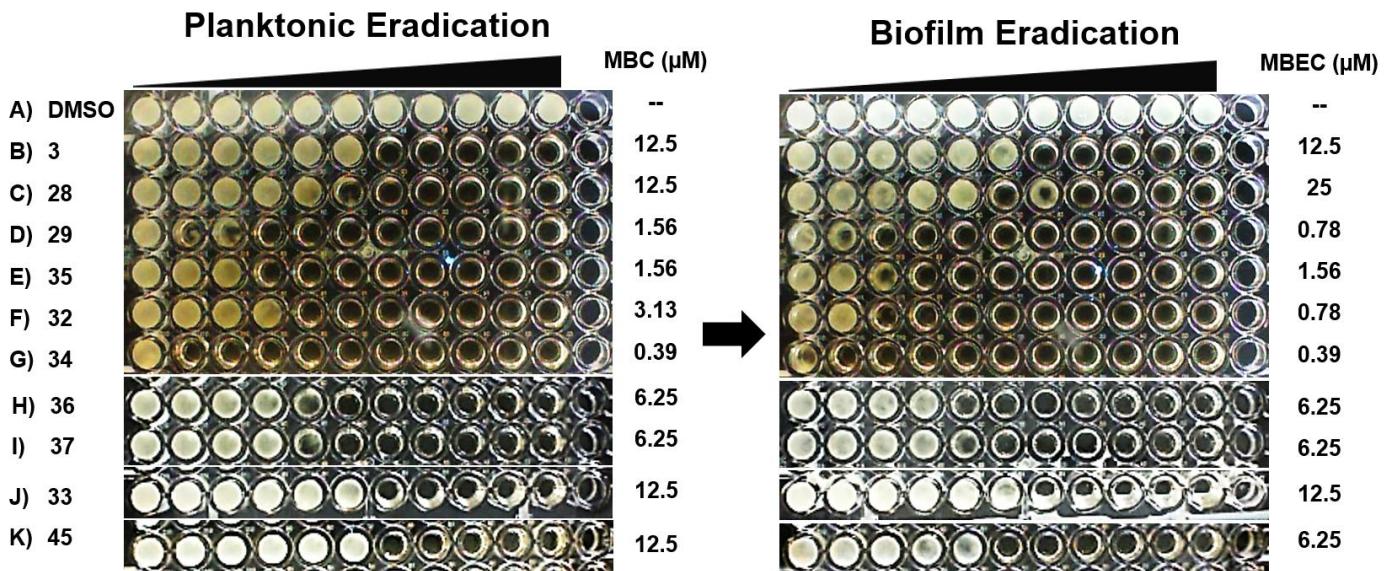 Planktonic Eradication
MBC (µM)
A) DMSO --
B) 3 12.5
C) 28 12.5
D) 29 1.56
E) 35 1.56
F) 32 3.13
G) 34 0.39
H) 36 6.25
I) 37 6.25
J) 33 12.5
K) 45 12.5
Biofilm Eradication
MBEC (µM)
--
12.5
25
0.78
1.56
0.78
0.39
6.25
6.25
12.5
6.25